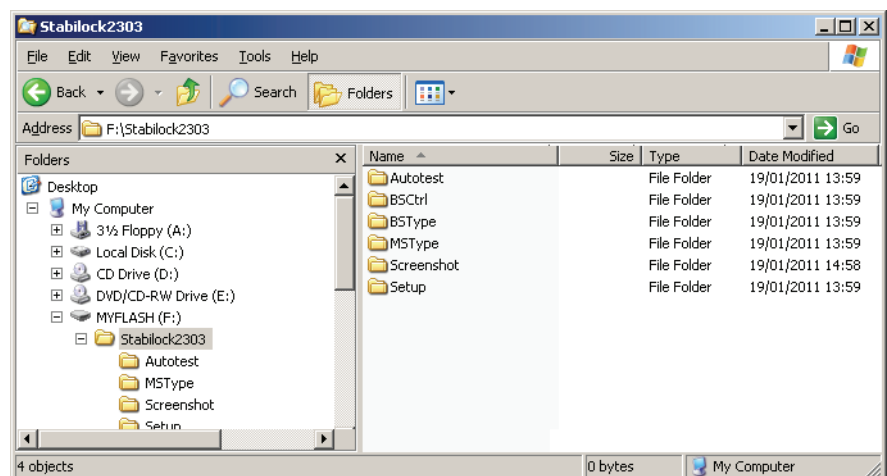 Stabilock2303
File Edit View Favorites Tools Help
Back Search Folders
Address F:\Stabilock2303 Go
Folders x
Desktop
My Computer
3½ Floppy (A:)
Local Disk (C:)
CD Drive (D:)
DVD/CD-RW Drive (E:)
MYFLASH (F:)
Stabilock2303
Autotest
MSType
Screenshot
Setup
Name Size Type Date Modified
Autotest File Folder 19/01/2011 13:59
BSCtrl File Folder 19/01/2011 13:59
BSType File Folder 19/01/2011 13:59
MSType File Folder 19/01/2011 13:59
Screenshot File Folder 19/01/2011 14:58
Setup File Folder 19/01/2011 13:59
4 objects 0 bytes My Computer